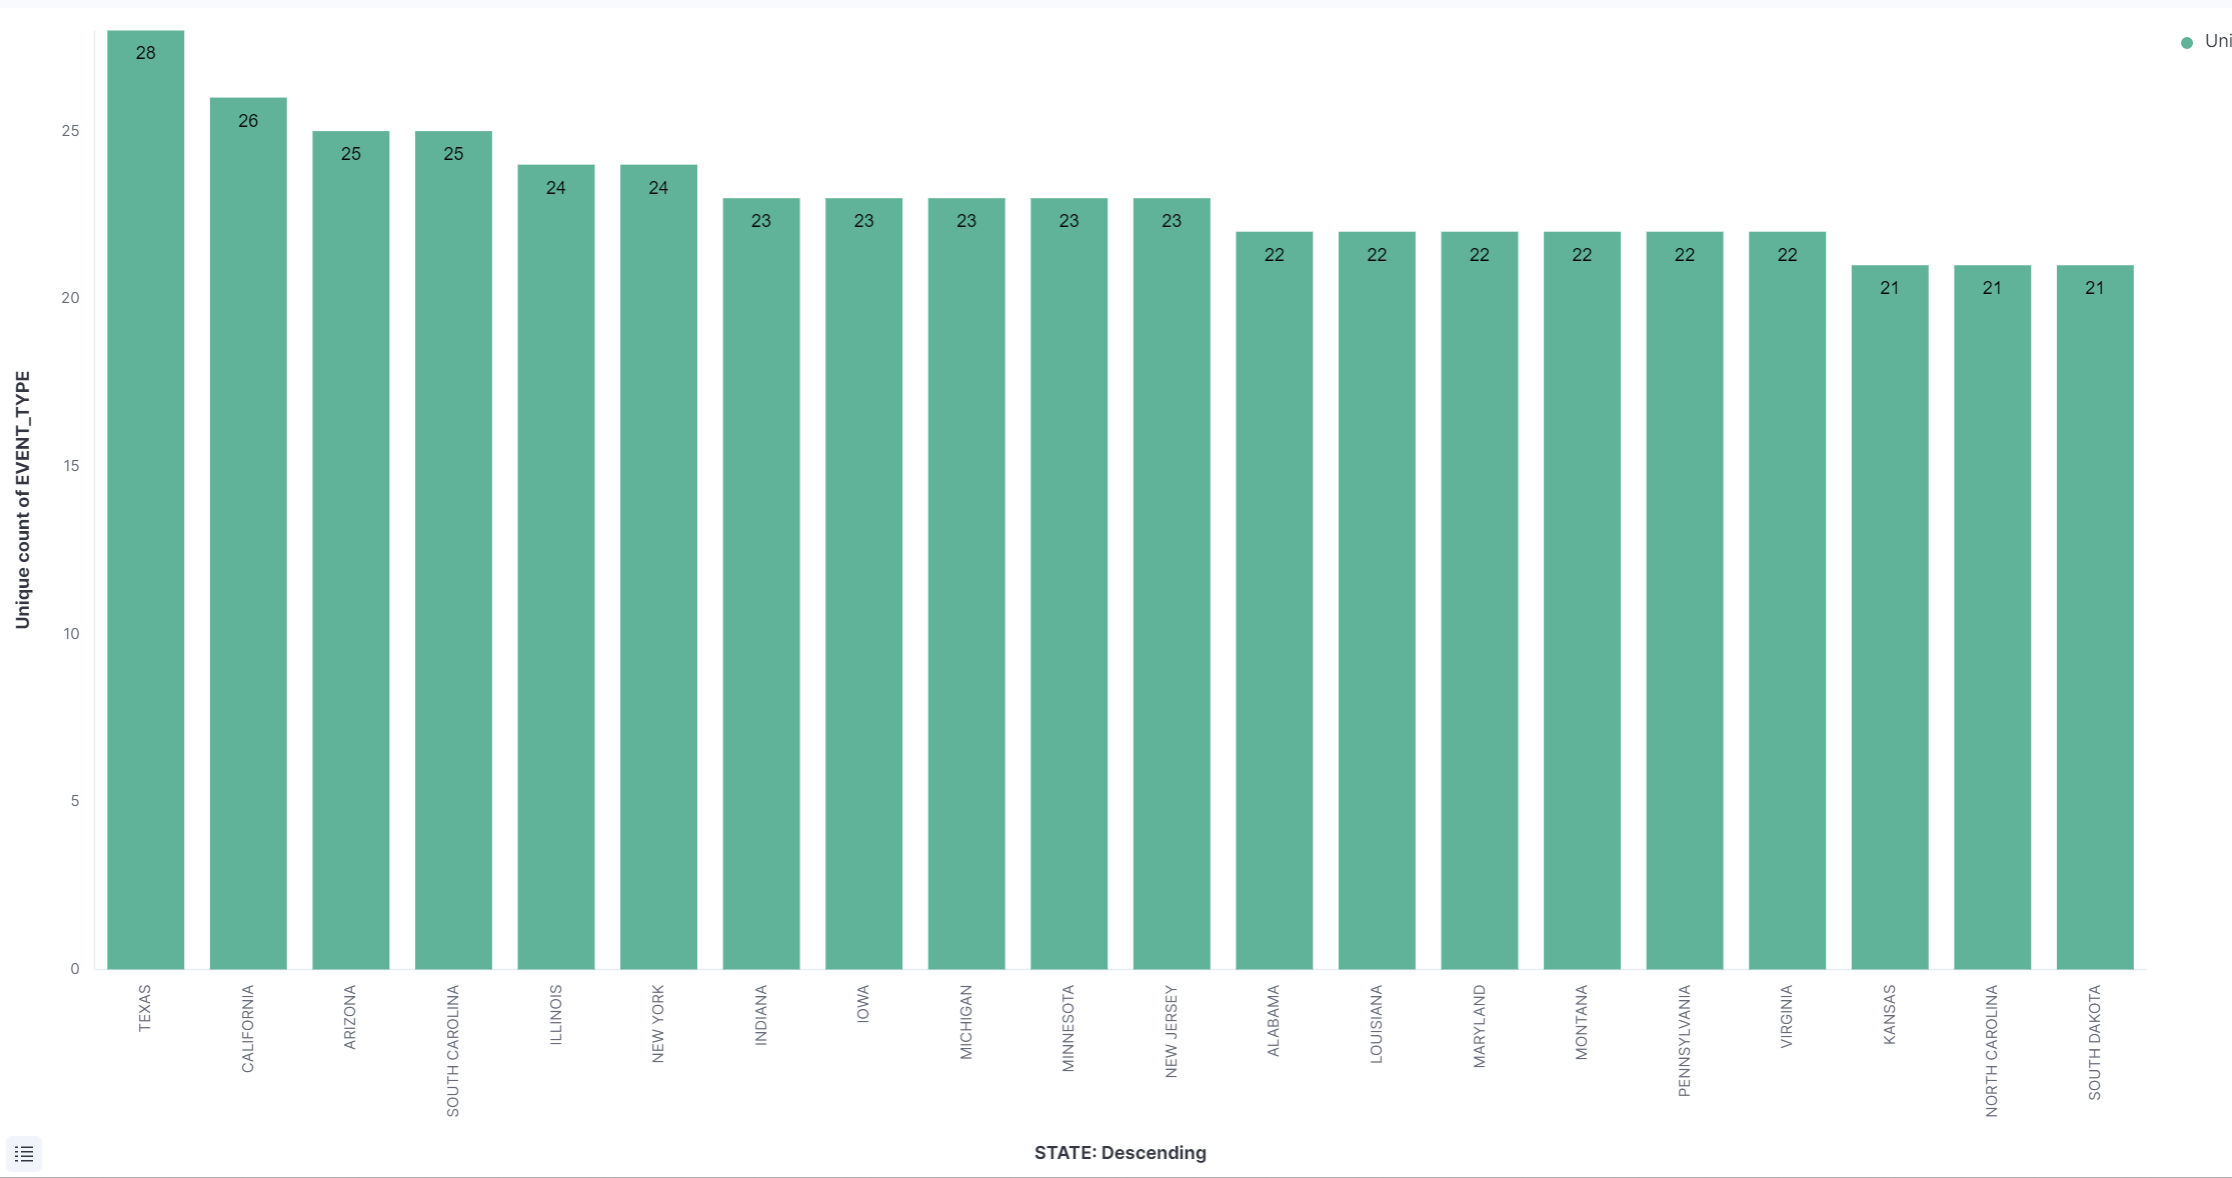 Uni
28
26
25
25
24
24
23
23
23
23
23
22
22
22
22
22
22
21
21
21
25
20
15
10
5
0
Unique count of EVENT_TYPE
TEXAS
CALIFORNIA
ARIZONA
SOUTH CAROLINA
ILLINOIS
NEW YORK
INDIANA
IOWA
MICHIGAN
MINNESOTA
NEW JERSEY
ALABAMA
LOUISIANA
MARYLAND
MONTANA
PENNSYLVANIA
VIRGINIA
KANSAS
NORTH CAROLINA
SOUTH DAKOTA
STATE: Descending